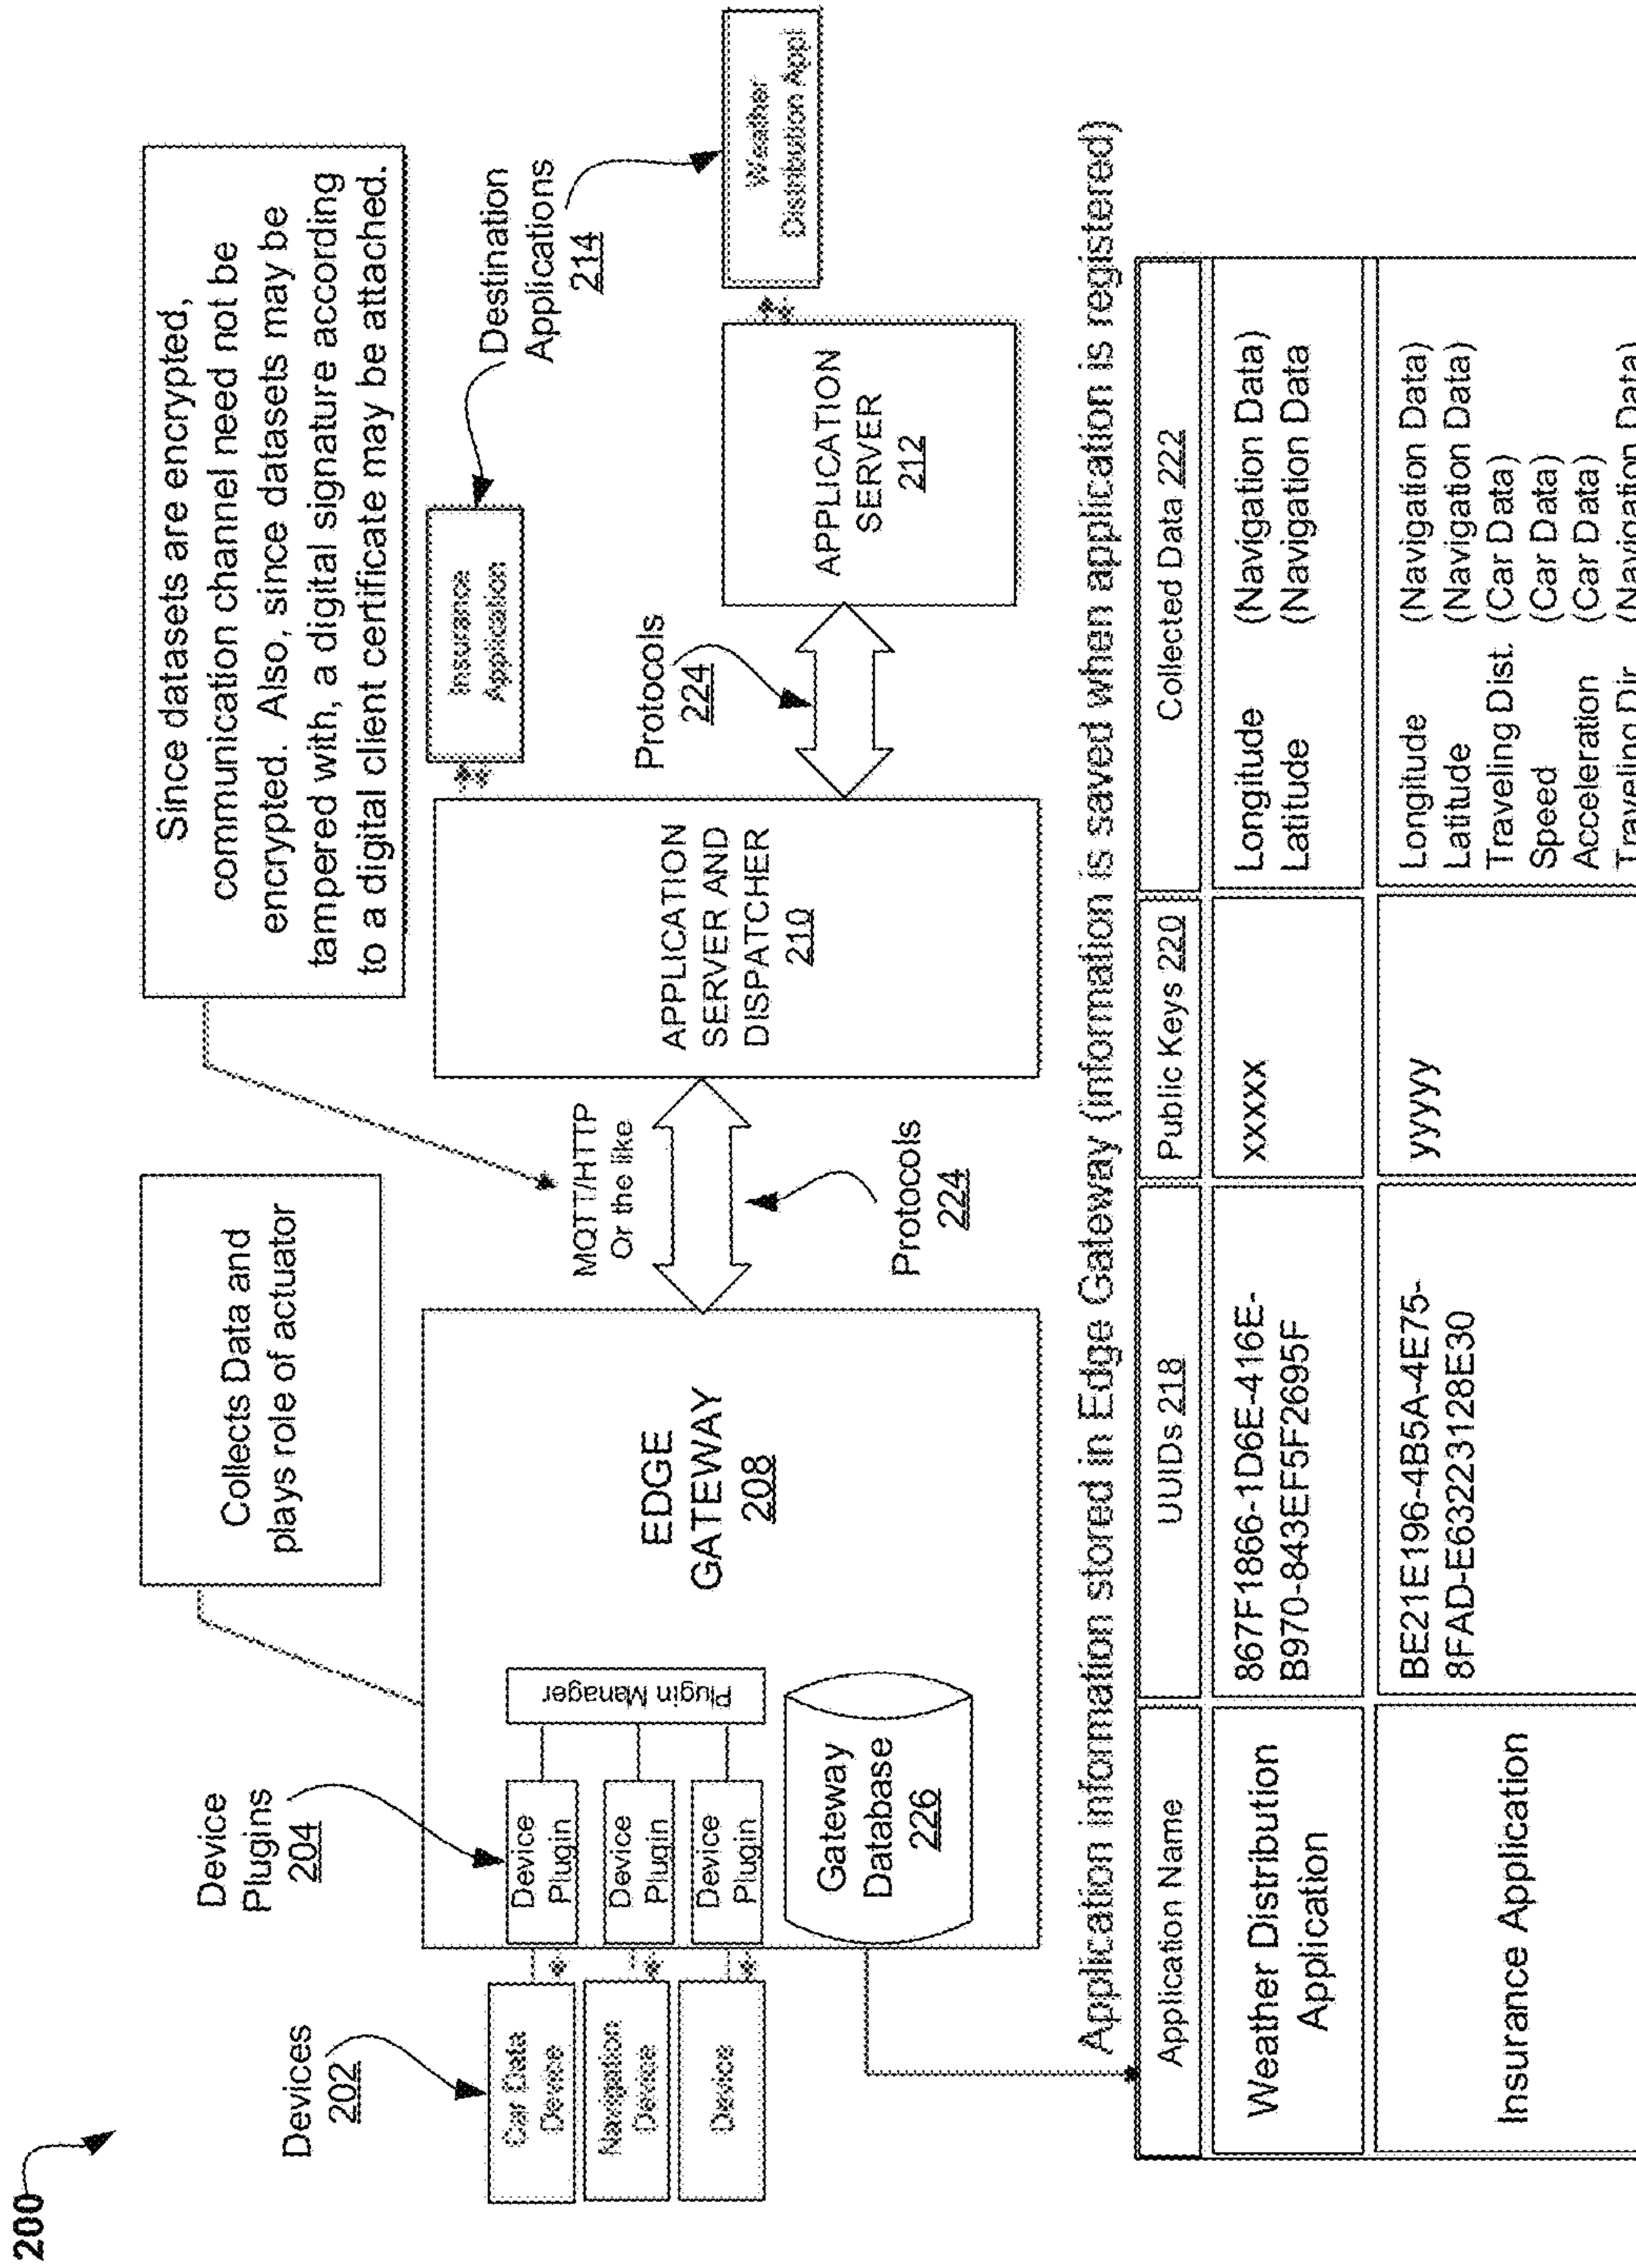 200
Collects Data and
plays role of actuator
Since datasets are encrypted,
communication channel need not be
encrypted. Also, since datasets may be
tampered with, a digital signature according
to a digital client certificate may be attached.
Devices
202
Device
Plugins
204
Car Data
Device
Navigation
Device
Device
Device
Plugin
Device
Plugin
Device
Plugin
Plugin Manager
Gateway
Database
226
EDGE
GATEWAY
208
MQTT/HTTP
Or the like
Protocols
224
APPLICATION
SERVER AND
DISPATCHER
210
Insurance
Application
Destination
Applications
214
Protocols
224
APPLICATION
SERVER
212
Weather
Distribution Appl
Application information stored in Edge Gateway (information is saved when application is registered)
Application Name UUIDs 218 Public Keys 220 Collected Data 222
Weather Distribution
Application
867F1866-1D6E-416E-
B970-843EF5F2695F
xxxxx
Longitude (Navigation Data)
Latitude (Navigation Data
Insurance Application
BE21E196-4B5A-4E75-
8FAD-E63223128E30
yyyyy
Longitude (Navigation Data)
Latitude (Navigation Data)
Traveling Dist. (Car Data)
Speed (Car Data)
Acceleration (Car Data)
Traveling Dir. (Navigation Data)